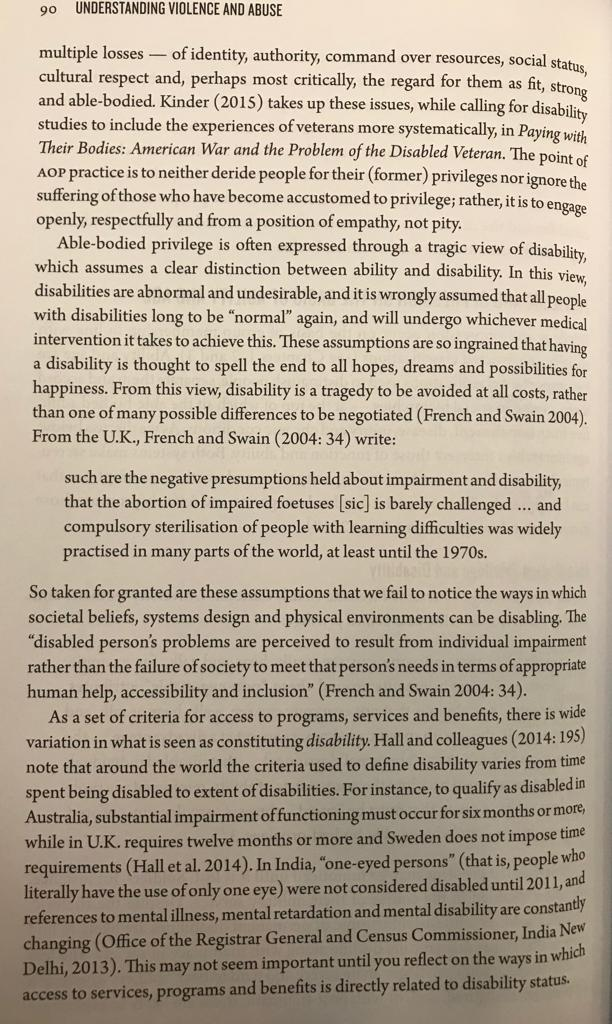 90 UNDERSTANDING VIOLENCE AND ABUSE
multiple losses — of identity, authority, command over resources, social status,
cultural respect and, perhaps most critically, the regard for them as fit, strong
and able-bodied. Kinder (2015) takes up these issues, while calling for disability
studies to include the experiences of veterans more systematically, in Paying with
Their Bodies: American War and the Problem of the Disabled Veteran. The point of
AOP practice is to neither deride people for their (former) privileges nor ignore the
suffering of those who have become accustomed to privilege; rather, it is to engage
openly, respectfully and from a position of empathy, not pity.
Able-bodied privilege is often expressed through a tragic view of disability,
which assumes a clear distinction between ability and disability. In this view,
disabilities are abnormal and undesirable, and it is wrongly assumed that all people
with disabilities long to be “normal” again, and will undergo whichever medical
intervention it takes to achieve this. These assumptions are so ingrained that having
a disability is thought to spell the end to all hopes, dreams and possibilities for
happiness. From this view, disability is a tragedy to be avoided at all costs, rather
than one of many possible differences to be negotiated (French and Swain 2004).
From the U.K., French and Swain (2004: 34) write:
such are the negative presumptions held about impairment and disability,
that the abortion of impaired foetuses [sic] is barely challenged ... and
compulsory sterilisation of people with learning difficulties was widely
practised in many parts of the world, at least until the 1970s.
So taken for granted are these assumptions that we fail to notice the ways in which
societal beliefs, systems design and physical environments can be disabling. The
“disabled person’s problems are perceived to result from individual impairment
rather than the failure of society to meet that person’s needs in terms of appropriate
human help, accessibility and inclusion” (French and Swain 2004: 34).
As a set of criteria for access to programs, services and benefits, there is wide
variation in what is seen as constituting disability. Hall and colleagues (2014: 195)
note that around the world the criteria used to define disability varies from time
spent being disabled to extent of disabilities. For instance, to qualify as disabled in
Australia, substantial impairment of functioning must occur for six months or more,
while in U.K. requires twelve months or more and Sweden does not impose time
requirements (Hall et al. 2014). In India, “one-eyed persons” (that is, people who
literally have the use of only one eye) were not considered disabled until 2011, and
references to mental illness, mental retardation and mental disability are constantly
changing (Office of the Registrar General and Census Commissioner, India New
Delhi, 2013). This may not seem important until you reflect on the ways in which
access to services, programs and benefits is directly related to disability status.